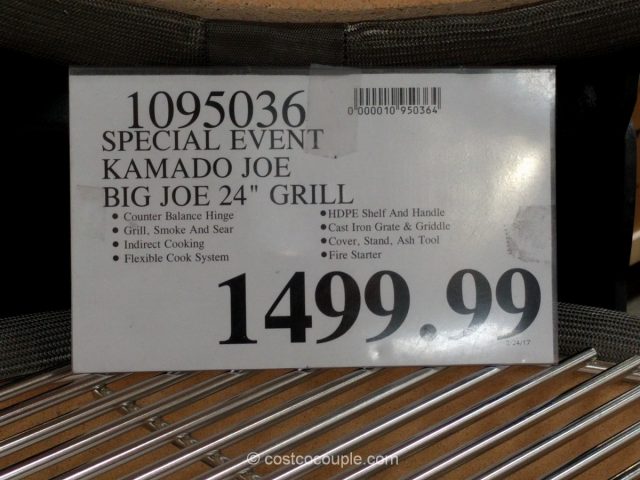 1095036
0 000010 950364
SPECIAL EVENT
KAMADO JOE
BIG JOE 24" GRILL
• Counter Balance Hinge
• Grill, Smoke And Sear
• Indirect Cooking
• Flexible Cook System
• HDPE Shelf And Handle
• Cast Iron Grate & Griddle
• Cover, Stand, Ash Tool
• Fire Starter
1499.99
© costcocouple.com